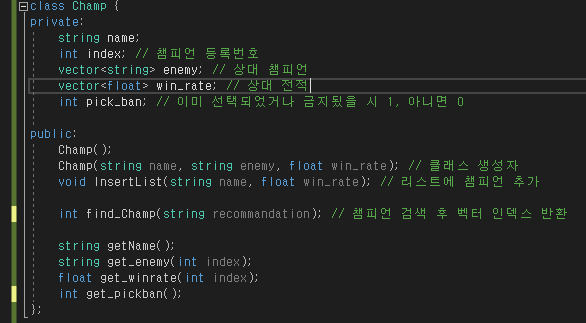 class Champ {
private:
string name;
int index; // 챔피언 등록번호
vector<string> enemy; // 상대 챔피언
vector<float> win_rate; // 상대 전적
int pick_ban; // 이미 선택되었거나 금지됬을 시 1, 아니면 0
public:
Champ();
Champ(string name, string enemy, float win_rate); // 클래스 생성자
void InsertList(string name, float win_rate); // 리스트에 챔피언 추가
int find_Champ(string recommandation); // 챔피언 검색 후 벡터 인덱스 반환
string getName();
string get_enemy(int index);
float get_winrate(int index);
int get_pickban();
};